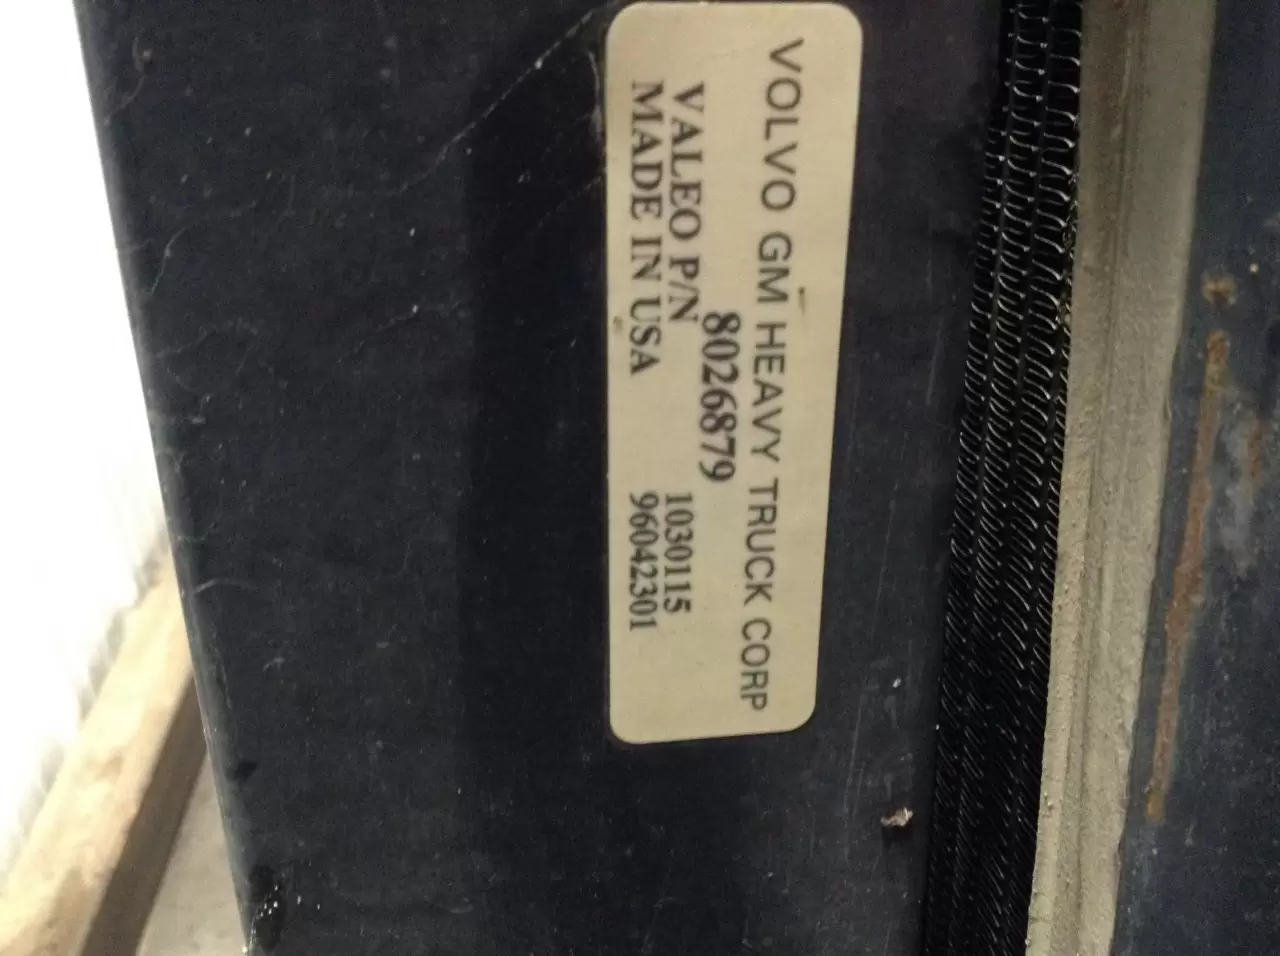 VOLVO GM HEAVY TRUCK CORP
8026879
VALEO P/N 1030115
MADE IN USA 96042301